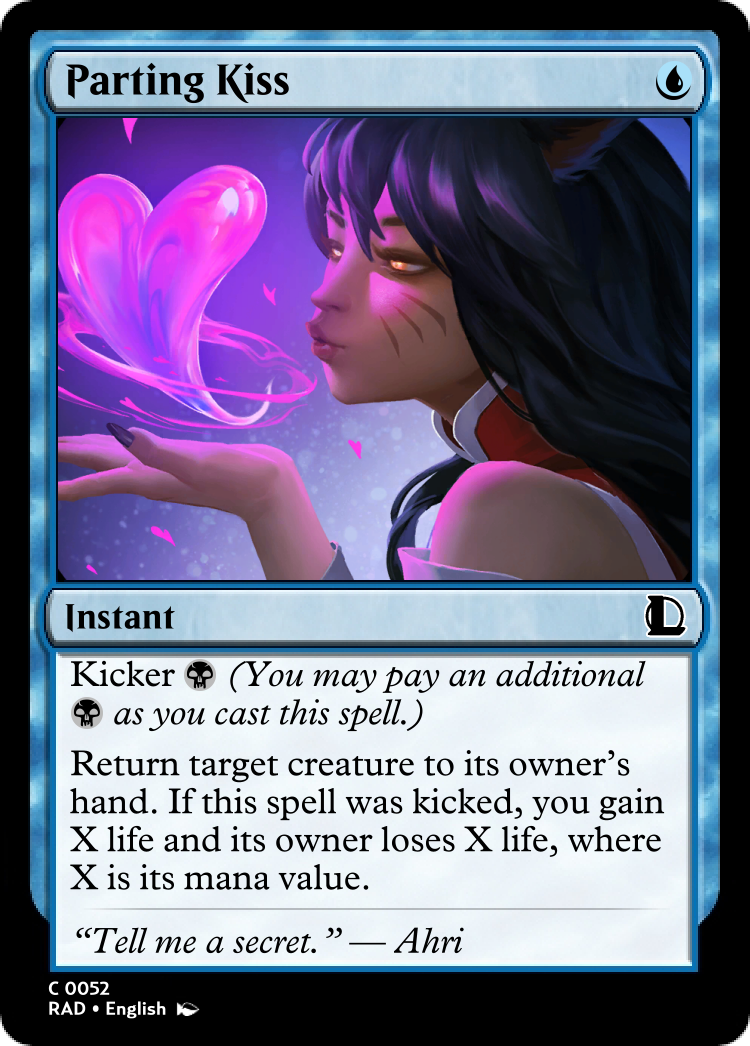 Parting Kiss
Instant
Kicker (You may pay an additional
as you cast this spell.)
Return target creature to its owner's
hand. If this spell was kicked, you gain
X life and its owner loses X life, where
X is its mana value.
“Tell me a secret.” — Ahri
C 0052
RAD • English